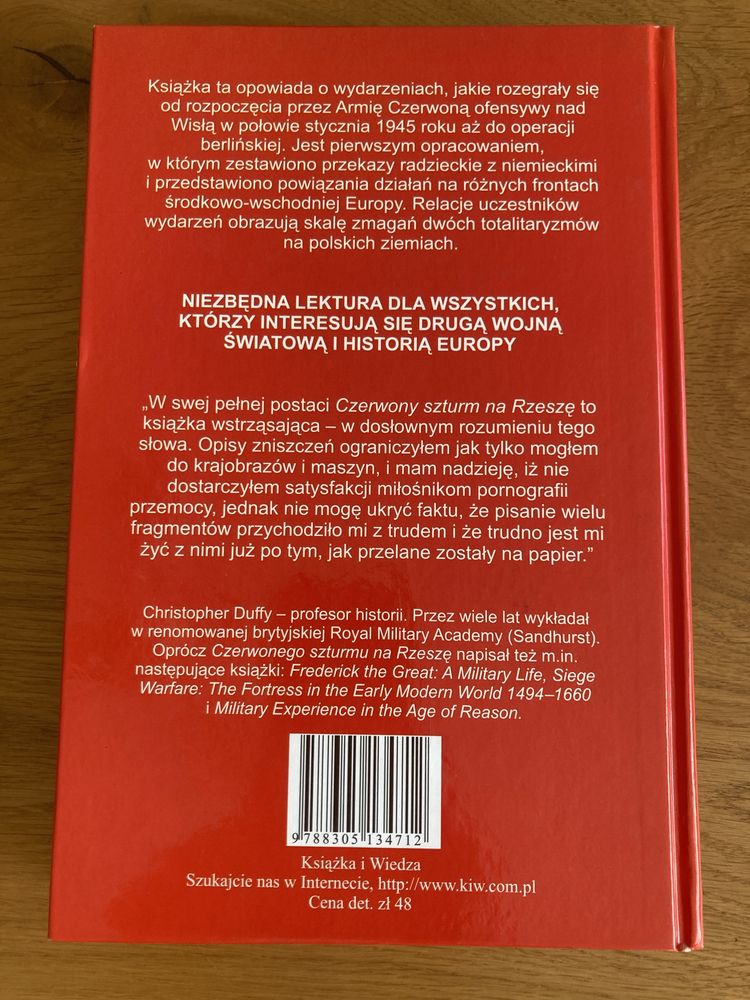 Książka ta opowiada o wydarzeniach, jakie rozegrały się
od rozpoczęcia przez Armię Czerwoną ofensywy nad
Wisłą w połowie stycznia 1945 roku aż do operacji
berlińskiej. Jest pierwszym opracowaniem,
w którym zestawiono przekazy radzieckie z niemieckimi
i przedstawiono powiązania działań na różnych frontach
środkowo-wschodniej Europy. Relacje uczestników
wydarzeń obrazują skalę zmagań dwóch totalitaryzmów
na polskich ziemiach.
NIEZBĘDNA LEKTURA DLA WSZYSTKICH,
KTÓRZY INTERESUJĄ SIĘ DRUGĄ WOJNĄ
ŚWIATOWĄ I HISTORIĄ EUROPY
„W swej pełnej postaci Czerwony szturm na Rzeszę to
książka wstrząsająca – w dosłownym rozumieniu tego
słowa. Opisy zniszczeń ograniczyłem jak tylko mogłem
do krajobrazów i maszyn, i mam nadzieję, iż nie
dostarczyłem satysfakcji miłośnikom pornografii
przemocy, jednak nie mogę ukryć faktu, że pisanie wielu
fragmentów przychodziło mi z trudem i że trudno jest mi
żyć z nimi już po tym, jak przelane zostały na papier.”
Christopher Duffy – profesor historii. Przez wiele lat wykładał
w renomowanej brytyjskiej Royal Military Academy (Sandhurst).
Oprócz Czerwonego szturmu na Rzeszę napisał też m.in.
następujące książki: Frederick the Great: A Military Life, Siege
Warfare: The Fortress in the Early Modern World 1494–1660
i Military Experience in the Age of Reason.
9 788305 134712
Książka i Wiedza
Szukajcie nas w Internecie, http://www.kiw.com.pl
Cena det. zł 48